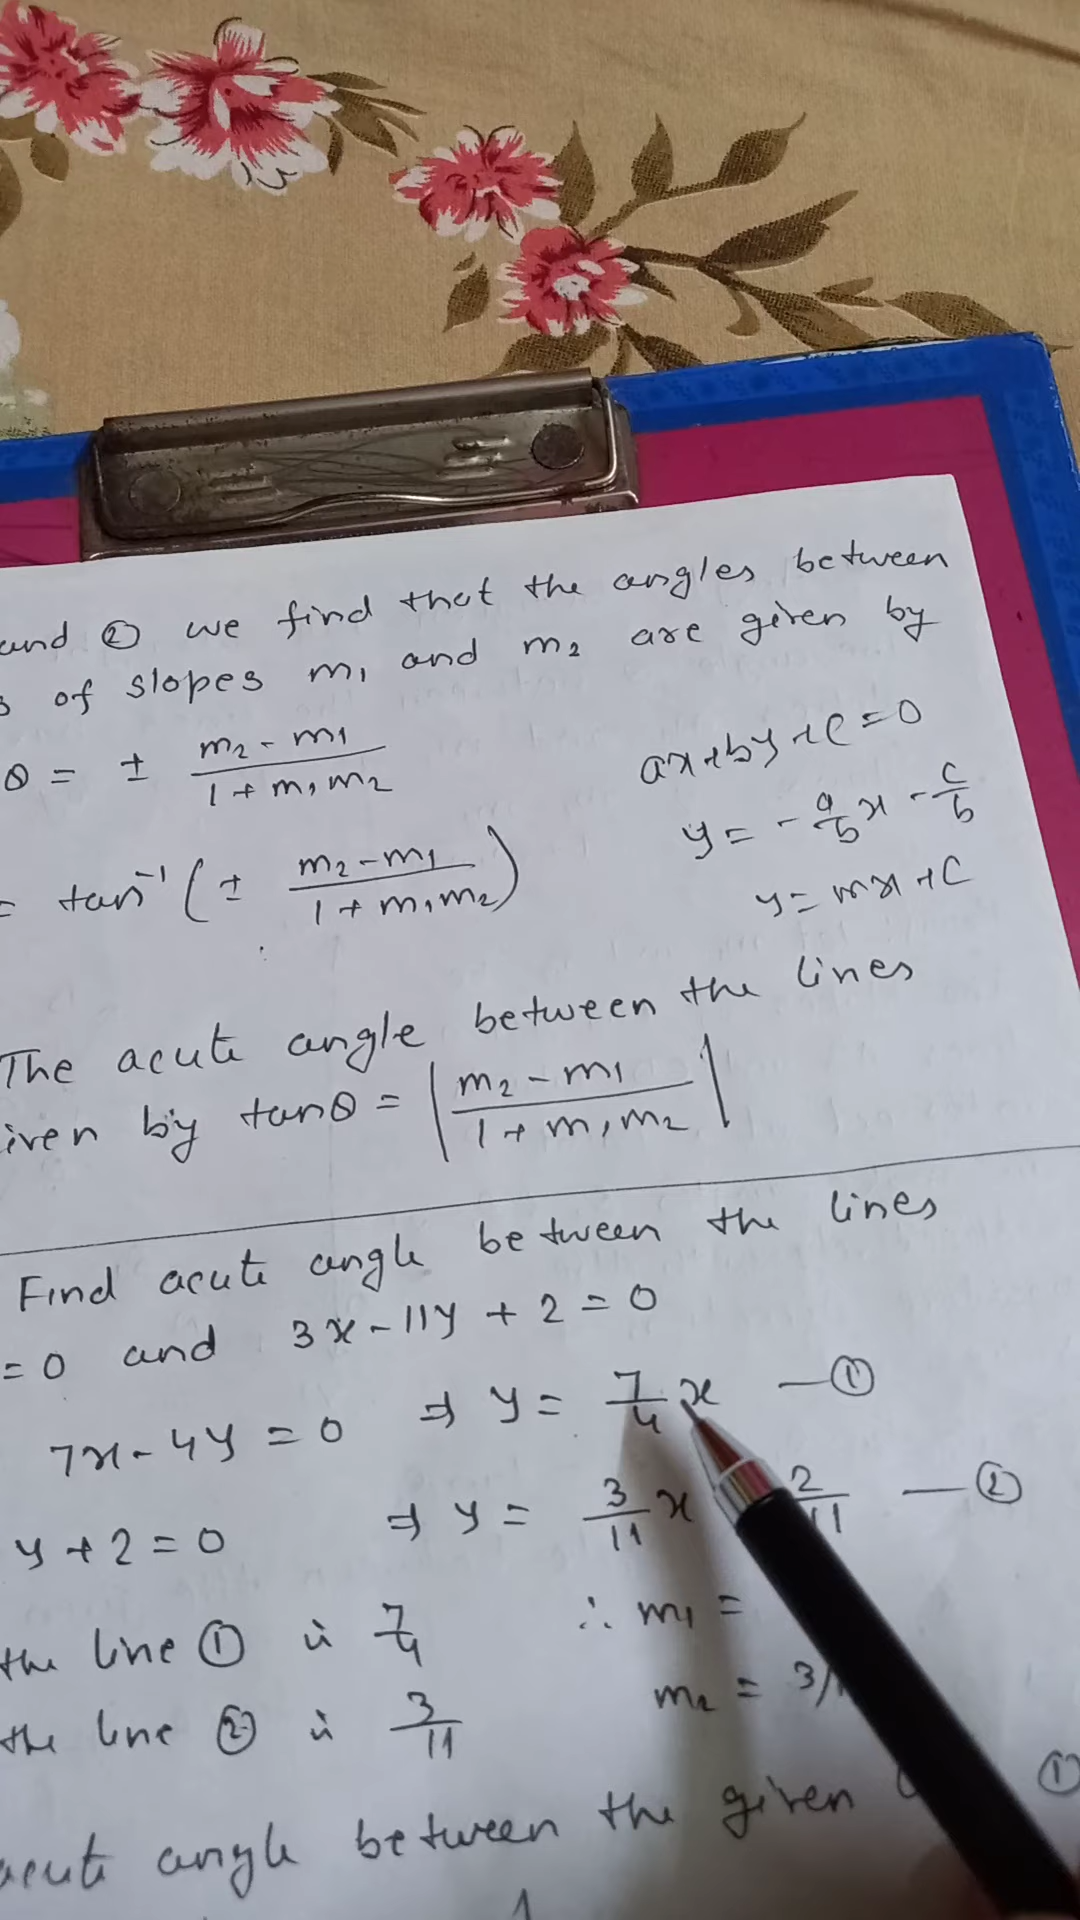 and ② we find that the angles between
s of slopes m₁ and m₂ are given by
θ = ± (m₂ - m₁)/(1 + m₁m₂)
ax+by+c=0
y = -a/b x - c/b
= tan⁻¹(± (m₂-m₁)/(1+m₁m₂))
y = mx+c
The acute angle between the lines
iven by tanθ = |(m₂-m₁)/(1+m₁m₂)|
Find acute angle between the lines
=0 and 3x-11y+2=0
7x-4y=0 ⇒ y = 7/4 x —①
y+2=0 ⇒ y = 3/11 x 2/11 —②
the line ① is 7/4 ∴ m₁ =
the line ② is 3/11 m₂ = 3/
acute angle between the given ①